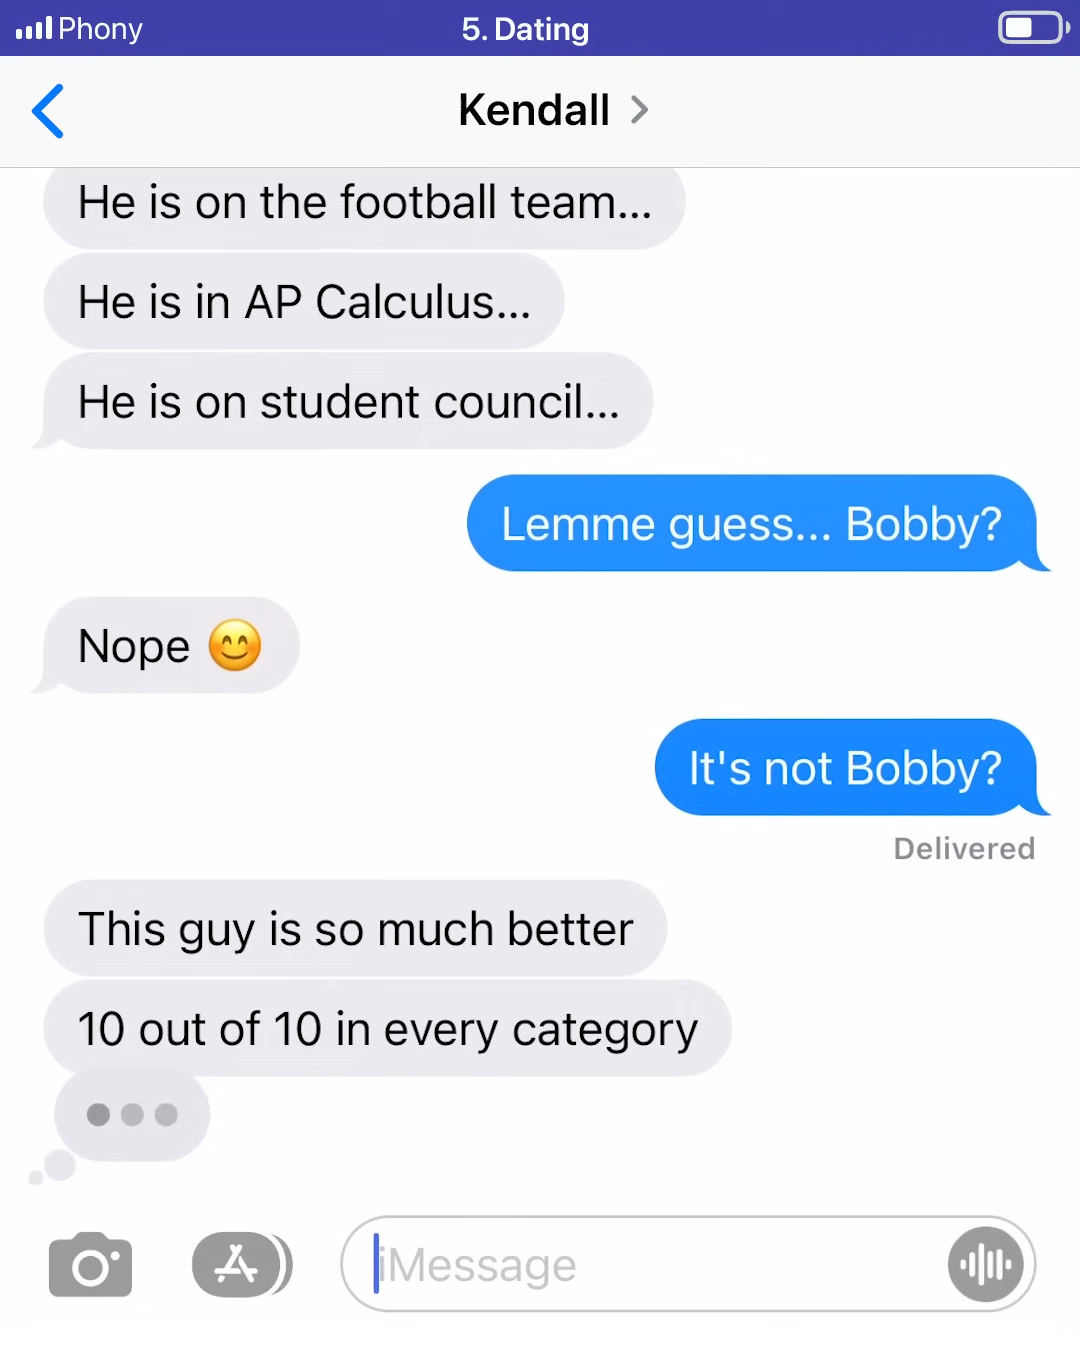 Phony
5. Dating
Kendall
He is on the football team...
He is in AP Calculus...
He is on student council...
Lemme guess... Bobby?
Nope 😊
It's not Bobby?
Delivered
This guy is so much better
10 out of 10 in every category
iMessage